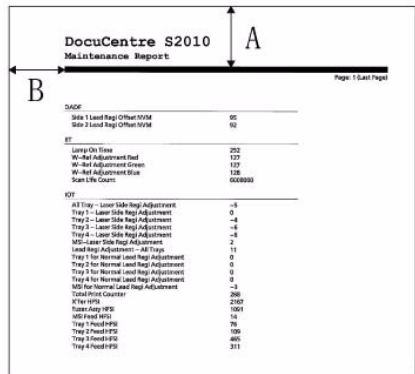 DocuCentre S2010
A
Maintenance Report
B
Page: 1 (Last Page)
DADF
Side 1 Lead Regi Offset NVM 95
Side 2 Lead Regi Offset NVM 92
IIT
Lamp On Time 252
W-Ref Adjustment Red 127
W-Ref Adjustment Green 137
W-Ref Adjustment Blue 128
Scan Life Count 0000000
IOT
All Tray - Laser Side Regi Adjustment -5
Tray 1 - Laser Side Regi Adjustment 0
Tray 2 - Laser Side Regi Adjustment -8
Tray 3 - Laser Side Regi Adjustment -6
Tray 4 - Laser Side Regi Adjustment -8
MSI-Laser Side Regi Adjustment 2
Lead Regi Adjustment - All Trays 11
Tray 1 for Normal Lead Regi Adjustment 0
Tray 2 for Normal Lead Regi Adjustment 0
Tray 3 for Normal Lead Regi Adjustment 0
Tray 4 for Normal Lead Regi Adjustment 0
MSI for Normal Lead Regi Adjustment -3
Total Print Counter 268
X'fer HFSI 2167
Fuser Assy HFSI 1091
MSI Feed HFSI 14
Tray 1 Feed HFSI 76
Tray 2 Feed HFSI 109
Tray 3 Feed HFSI 465
Tray 4 Feed HFSI 311